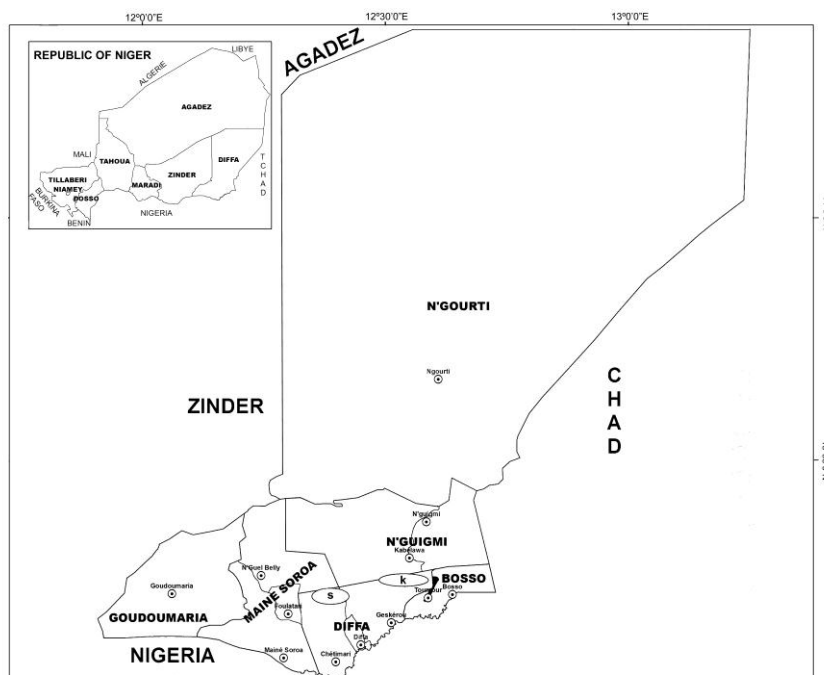 12°0'0"E 12°30'0"E 13°0'0"E
AGADEZ
REPUBLIC OF NIGER
LIBYE
ALGERIE
AGADEZ
MALI
TAHOUA
DIFFA
TCHAD
TILLABERI
ZINDER
NIAMEY
MARADI
DOSSO
BURKINA
FASO
NIGERIA
BENIN
N'GOURTI
Ngourti
ZINDER
CHAD
N'guigmi
N'GUIGMI
Kabelawa
N'Guel Belly
BOSSO
k
Goudoumaria
MAINE SOROA
s
Toumour
Bosso
Foulatari
GOUDOUMARIA
Geskérou
DIFFA
Diffa
NIGERIA
Mainé Soroa
Chétimari